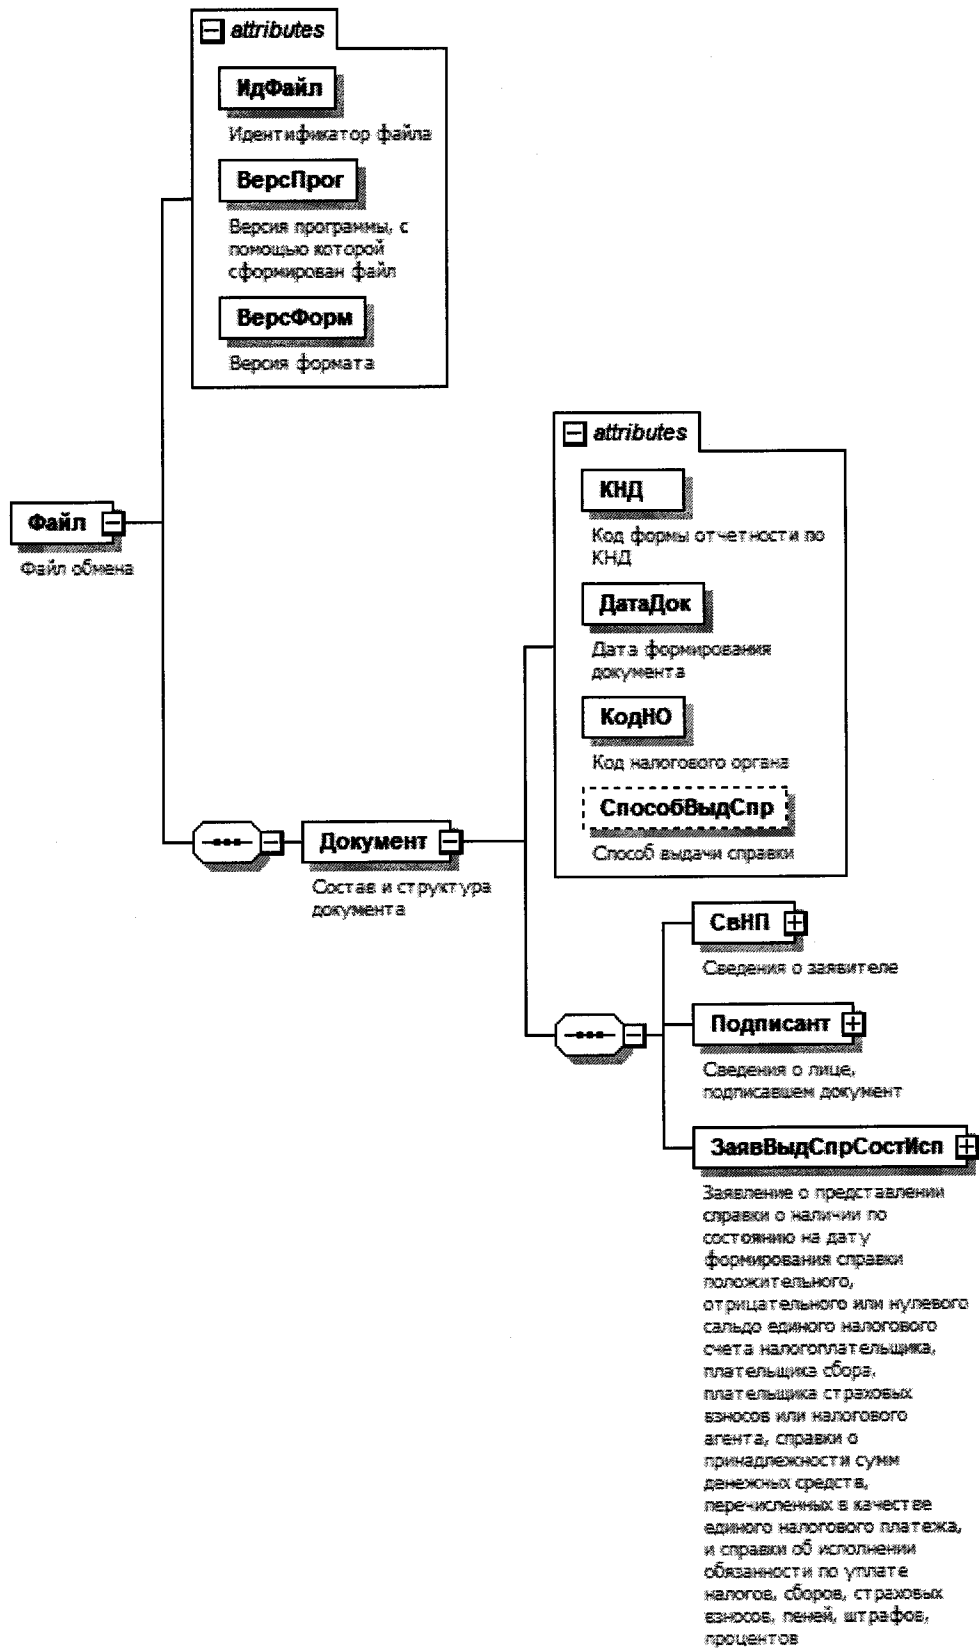 attributes
ИдФайл
Идентификатор файла
ВерсПрог
Версия программы, с
помощью которой
сформирован файл
ВерсФорм
Версия формата
Файл
Файл обмена
attributes
КНД
Код формы отчетности по
КНД
ДатаДок
Дата формирования
документа
КодНО
Код налогового органа
СпособВыдСпр
Способ выдачи справки
Документ
Состав и структура
документа
СвНП
Сведения о заявителе
Подписант
Сведения о лице,
подписавшем документ
ЗаявВыдСпрСостИсп
Заявление о представлении
справки о наличии по
состоянию на дату
формирования справки
положительного,
отрицательного или нулевого
сальдо единого налогового
счета налогоплательщика,
плательщика сбора,
плательщика страховых
взносов или налогового
агента, справки о
принадлежности сумм
денежных средств,
перечисленных в качестве
единого налогового платежа,
и справки об исполнении
обязанности по уплате
налогов, сборов, страховых
взносов, пеней, штрафов,
процентов